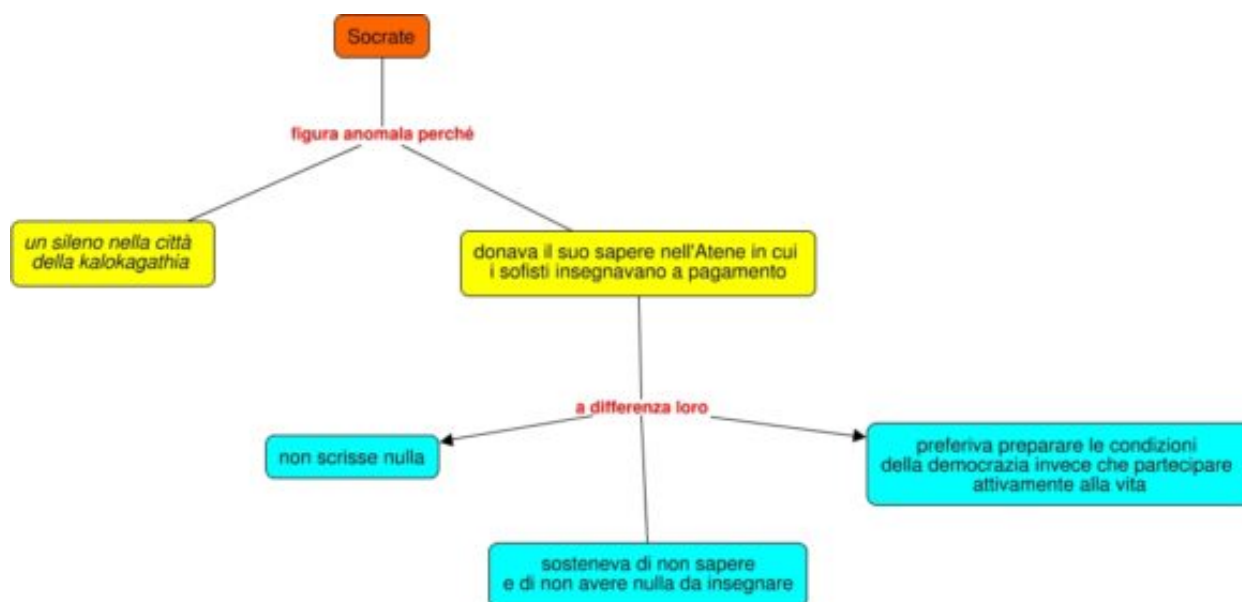 Socrate
figura anomala perché
un sileno nella città
della kalokagathia
donava il suo sapere nell'Atene in cui
i sofisti insegnavano a pagamento
a differenza loro
non scrisse nulla
preferiva preparare le condizioni
della democrazia invece che partecipare
attivamente alla vita
sosteneva di non sapere
e di non avere nulla da insegnare